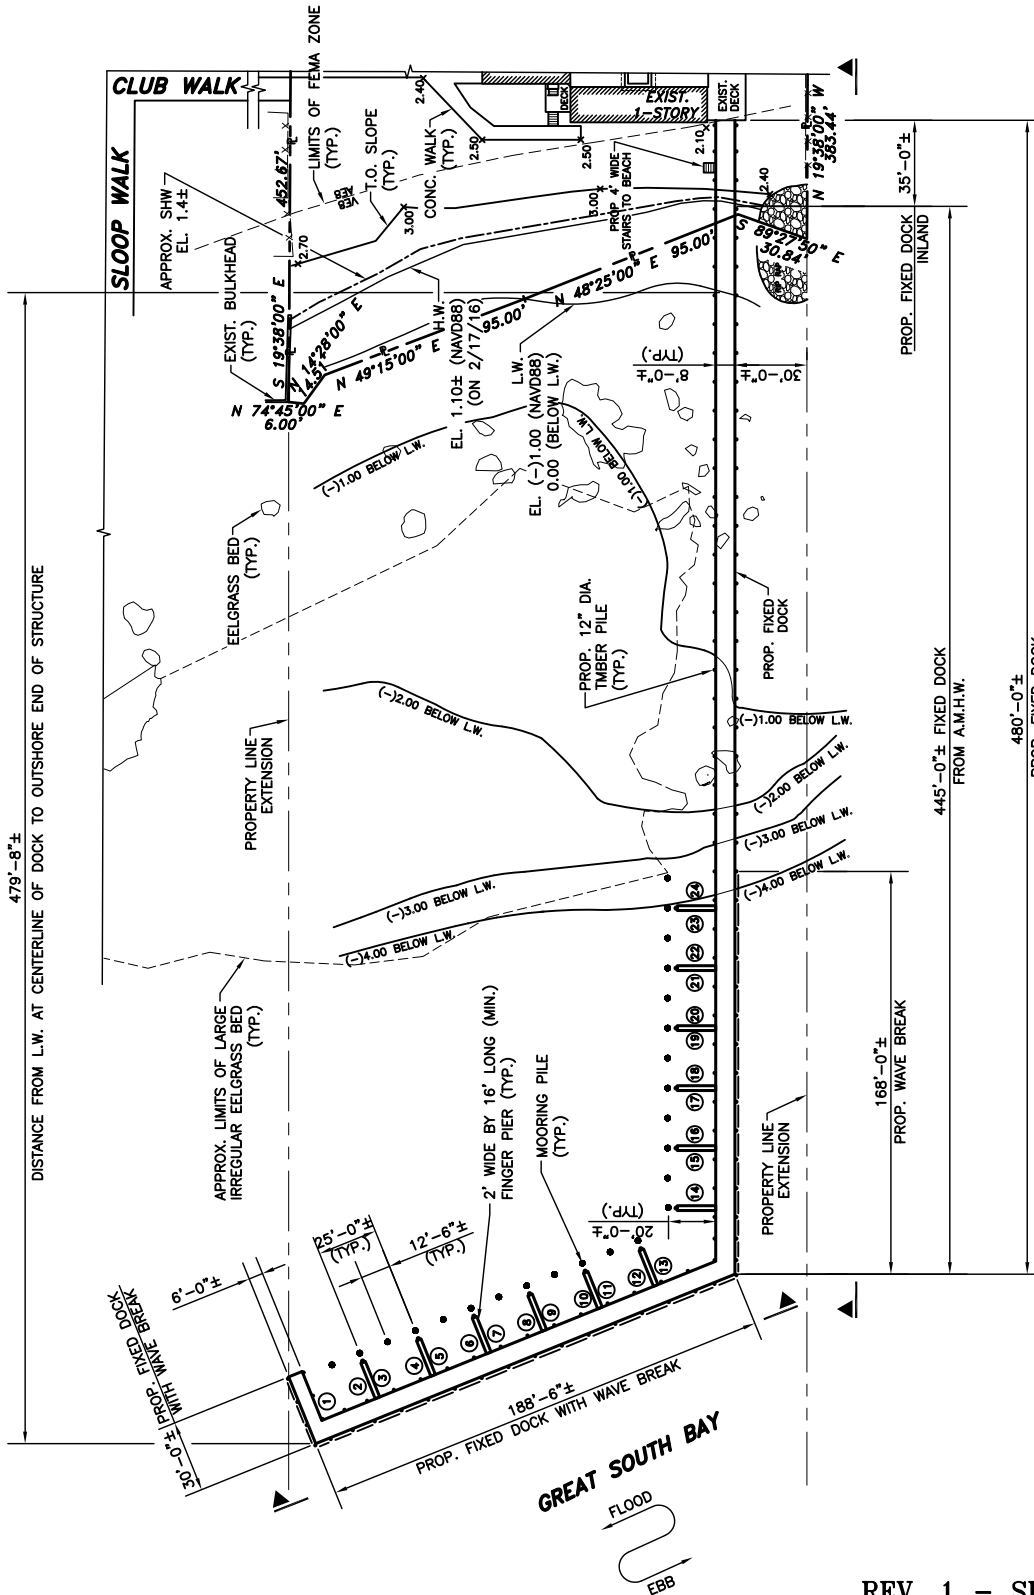 CLUB WALK
SLOOP WALK
LIMITS OF FEMA ZONE
(TYP.)
T.O. SLOPE
(TYP.)
CONC. WALK
(TYP.)
APPROX. SHW
EL. 1.4±
EXIST. BULKHEAD
(TYP.)
452.67'
2.70
3.00
3.00
2.40
2.50
2.50
2.10
2.40
DECK
EXIST.
1-STORY
EXIST.
DECK
PROP 4' WIDE
STAIRS TO BEACH
N 19°38'00" W
383.44'
S 89°27'50" E
30.84'
35'-0"±
PROP. FIXED DOCK
INLAND
S 19°38'00" E
N 14°28'00" E
14.51'
N 74°45'00" E
6.00'
N 49°15'00" E 95.00'
N 48°25'00" E 95.00'
H.W.
EL. 1.10± (NAVD88)
(ON 2/17/16)
L.W.
EL. (-)1.00 (NAVD88)
0.00 (BELOW L.W.)
8'-0"±
(TYP.)
30'-0"±
(-)1.00 BELOW L.W.
(-)1.00 BELOW L.W.
EELGRASS BED
(TYP.)
479'-8"±
DISTANCE FROM L.W. AT CENTERLINE OF DOCK TO OUTSHORE END OF STRUCTURE
PROP. 12" DIA.
TMBER PILE
(TYP.)
PROP. FIXED
DOCK
PROPERTY LINE
EXTENSION
(-)2.00 BELOW L.W.
(-)1.00 BELOW L.W.
(-)2.00 BELOW L.W.
(-)3.00 BELOW L.W.
(-)4.00 BELOW L.W.
(-)3.00 BELOW L.W.
(-)4.00 BELOW L.W.
445'-0"± FIXED DOCK
FROM A.M.H.W.
480'-0"±
APPROX. LIMITS OF LARGE
IRREGULAR EELGRASS BED
(TYP.)
24
23
22
21
20
19
18
17
16
15
14
168'-0"±
PROP. WAVE BREAK
2' WIDE BY 16' LONG (MIN.)
FINGER PIER (TYP.)
MOORING PILE
(TYP.)
20'-0"±
(TYP.)
PROPERTY LINE
EXTENSION
25'-0"±
(TYP.)
12'-6"±
(TYP.)
6'-0"±
30'-0"± PROP. FIXED DOCK
WITH WAVE BREAK
1
2
3
4
5
6
7
8
9
10
11
12
13
188'-6"±
PROP. FIXED DOCK WITH WAVE BREAK
GREAT SOUTH BAY
FLOOD
EBB
REV. 1 –